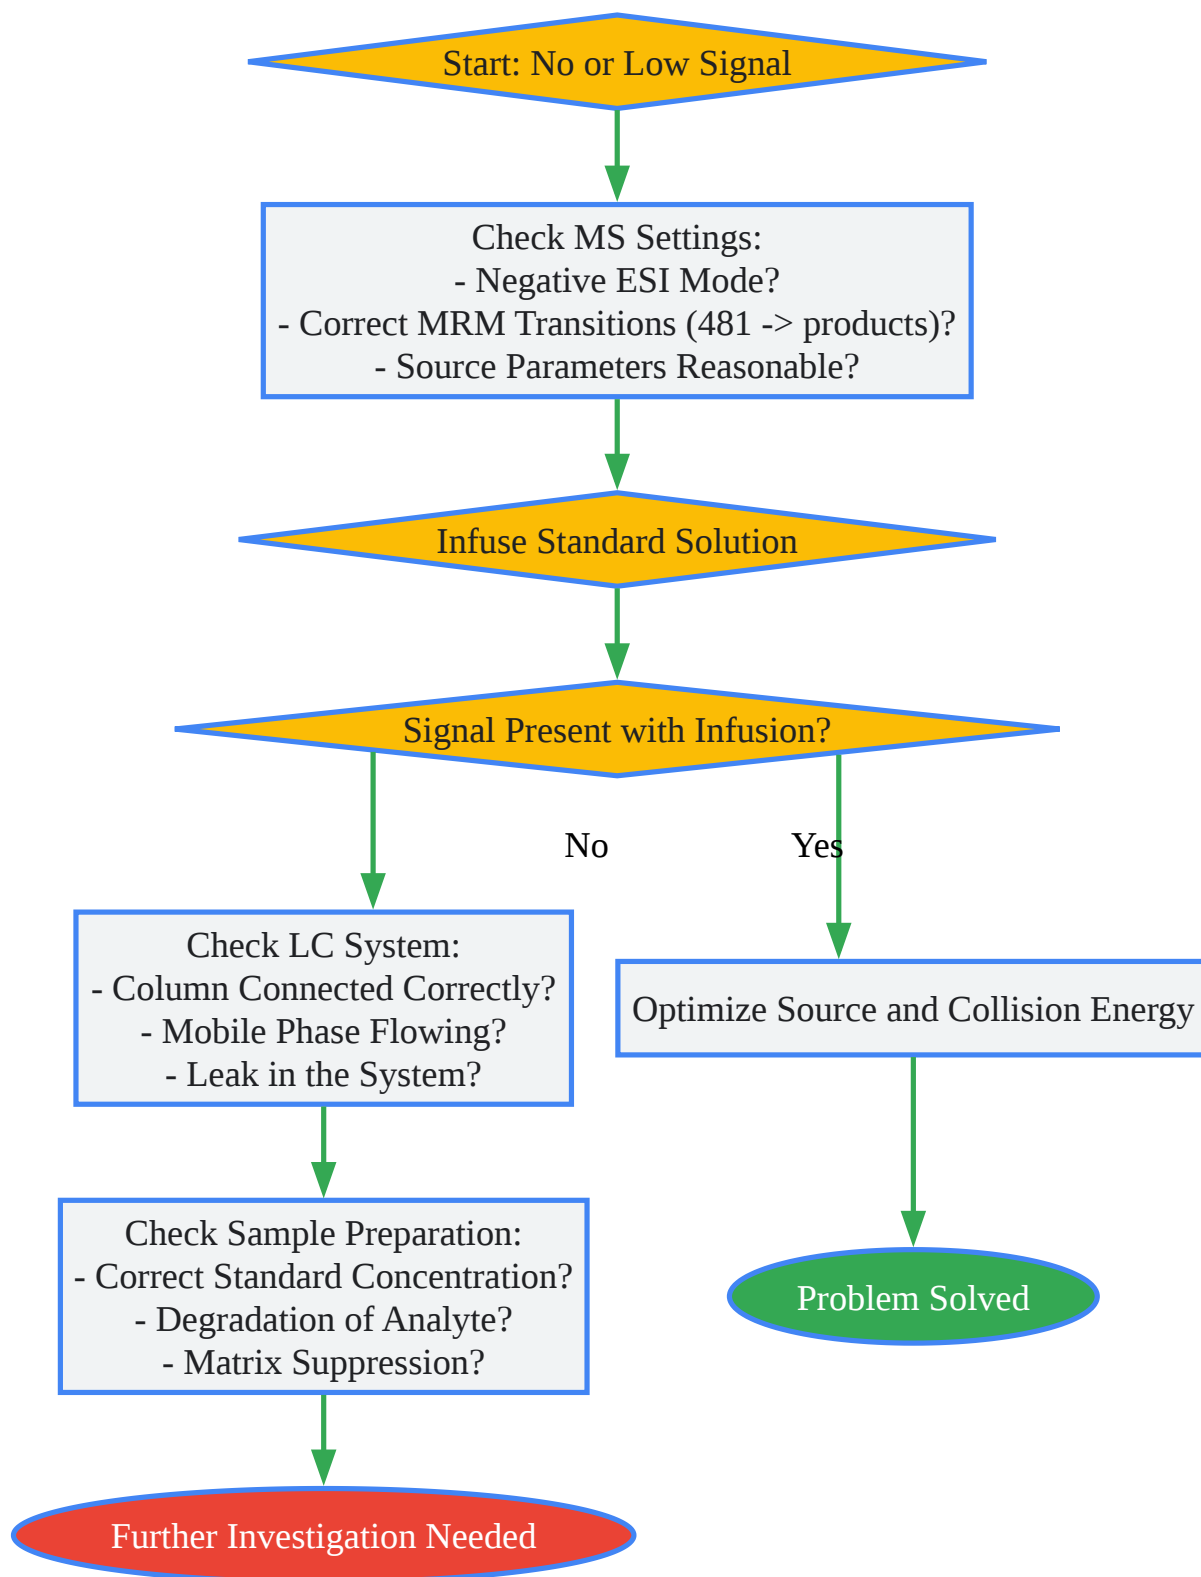 Start: No or Low Signal
Check MS Settings:
- Negative ESI Mode?
- Correct MRM Transitions (481 -> products)?
- Source Parameters Reasonable?
Infuse Standard Solution
Signal Present with Infusion?
No
Yes
Check LC System:
- Column Connected Correctly?
- Mobile Phase Flowing?
- Leak in the System?
Optimize Source and Collision Energy
Check Sample Preparation:
- Correct Standard Concentration?
- Degradation of Analyte?
- Matrix Suppression?
Problem Solved
Further Investigation Needed